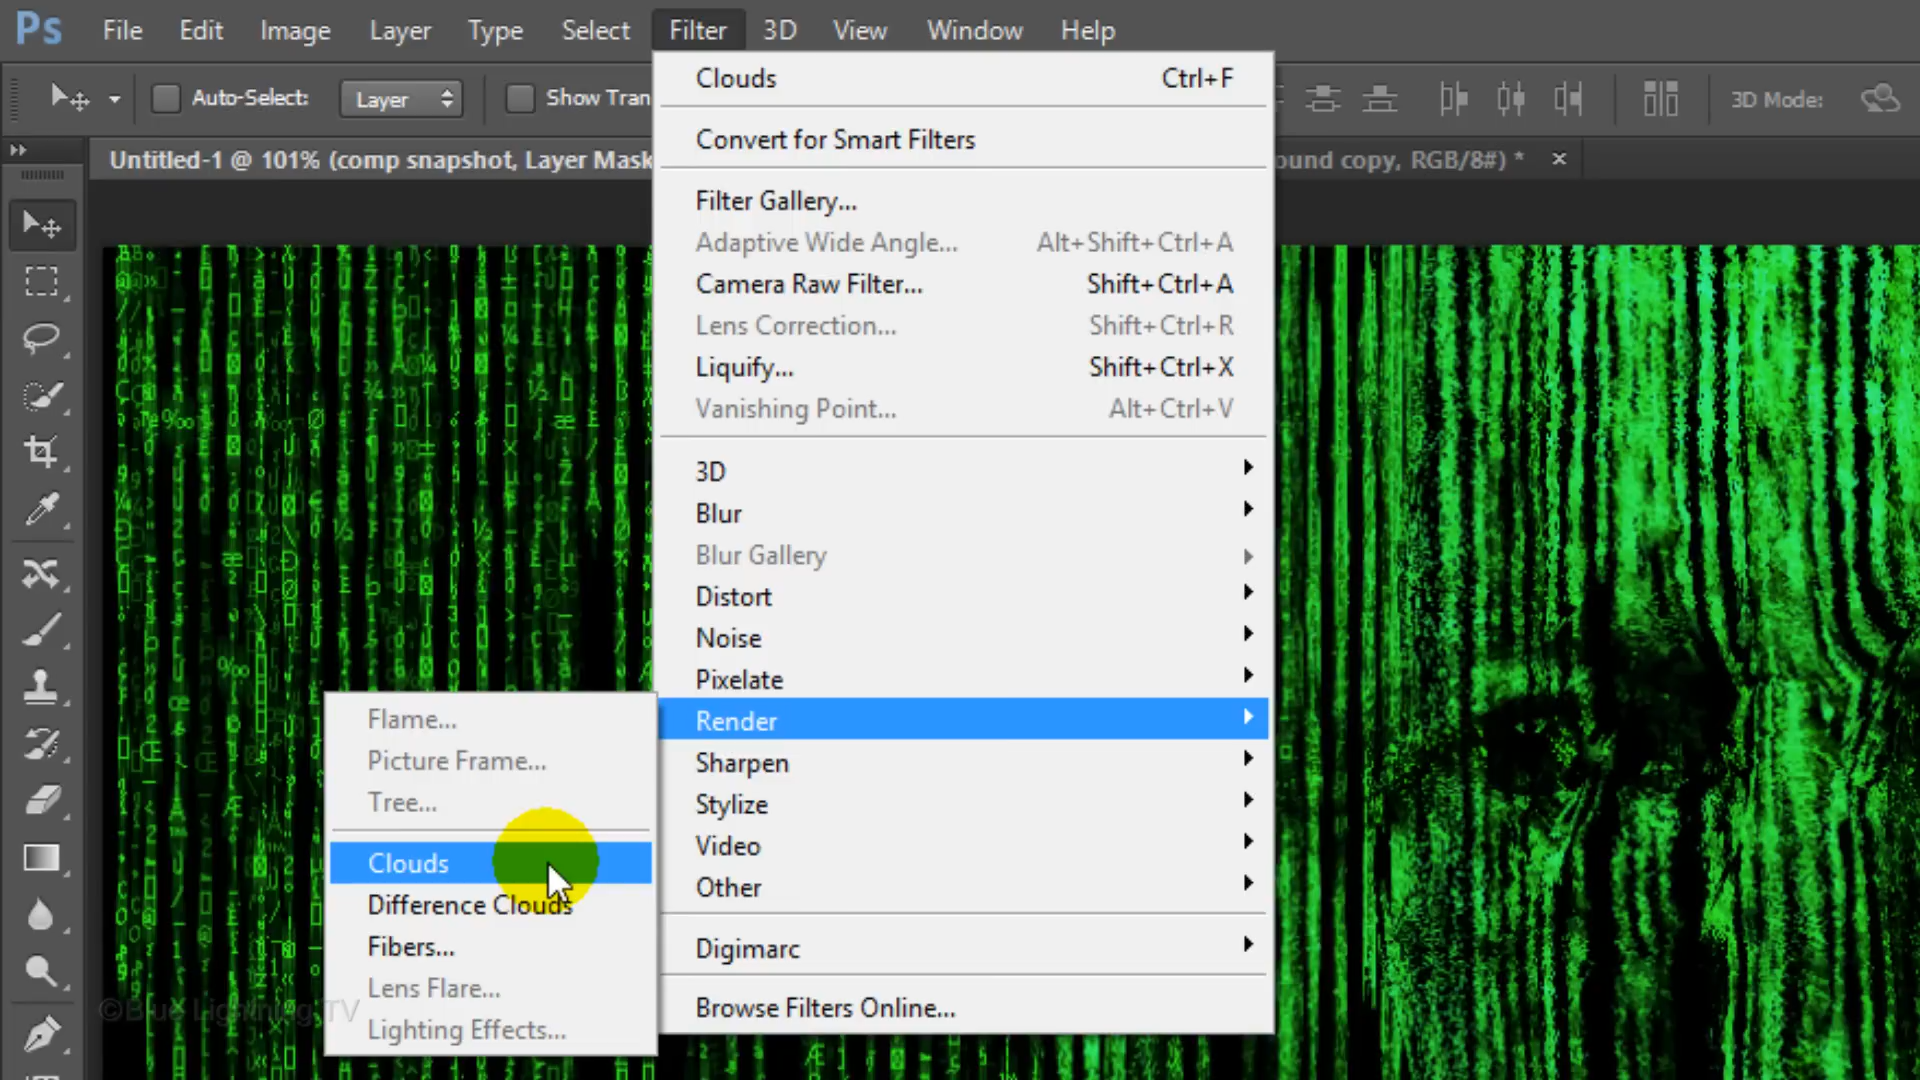 Ps File Edit Image Layer Type Select Filter 3D View Window Help
Auto-Select: Layer Show Tran 3D Mode:
Untitled-1 @ 101% (comp snapshot, Layer Mask ound copy, RGB/8#) * ×
Clouds Ctrl+F
Convert for Smart Filters
Filter Gallery...
Adaptive Wide Angle... Alt+Shift+Ctrl+A
Camera Raw Filter... Shift+Ctrl+A
Lens Correction... Shift+Ctrl+R
Liquify... Shift+Ctrl+X
Vanishing Point... Alt+Ctrl+V
3D
Blur
Blur Gallery
Distort
Noise
Pixelate
Render
Sharpen
Stylize
Video
Other
Digimarc
Browse Filters Online...
Flame...
Picture Frame...
Tree...
Clouds
Difference Clouds
Fibers...
Lens Flare...
Lighting Effects...
©Blue Lightning TV